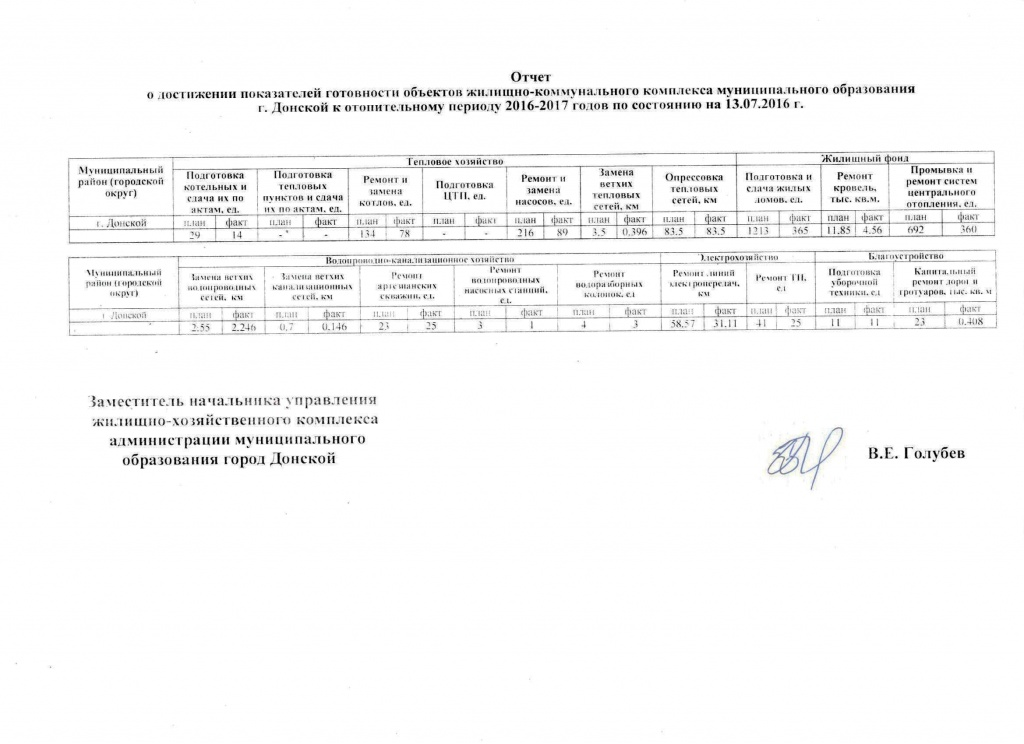 Отчет
о достижении показателей готовности объектов жилищно-коммунального комплекса муниципального образования
г. Донской к отопительному периоду 2016-2017 годов по состоянию на 13.07.2016 г.
Муниципальный район (городской округ) Тепловое хозяйство Жилищный фонд
Подготовка котельных и сдача их по актам, ед. Подготовка тепловых пунктов и сдача их по актам, ед. Ремонт и замена котлов, ед. Подготовка ЦТП, ед. Ремонт и замена насосов, ед. Замена ветхих тепловых сетей, км Опрессовка тепловых сетей, км Подготовка и сдача жилых домов, ед. Ремонт кровель, тыс. кв.м. Промывка и ремонт систем центрального отопления, ед.
г. Донской план факт план факт план факт план факт план факт план факт план факт план факт план факт план факт
29 14 - - 134 78 - - 216 89 3,5 0,396 83,5 83,5 1213 365 11,85 4,56 692 360
Муниципальный район (городской округ) Водопроводно-канализационное хозяйство Электрохозяйство Благоустройство
Замена ветхих водопроводных сетей, км Замена ветхих канализационных сетей, км Ремонт артезианских скважин, ед. Ремонт водопроводных насосных станций, ед. Ремонт водоразборных колонок, ед Ремонт линий электропередач, км Ремонт ТП, ед Подготовка уборочной техники, ед Капитальный ремонт дорог и тротуаров, тыс. кв. м
г. Донской план факт план факт план факт план факт план факт план факт план факт план факт план факт
2,55 2,246 0,7 0,146 23 25 3 1 4 3 58,57 31,11 41 25 11 11 23 0,408
Заместитель начальника управления
жилищно-хозяйственного комплекса
администрации муниципального
образования город Донской
В.Е. Голубев